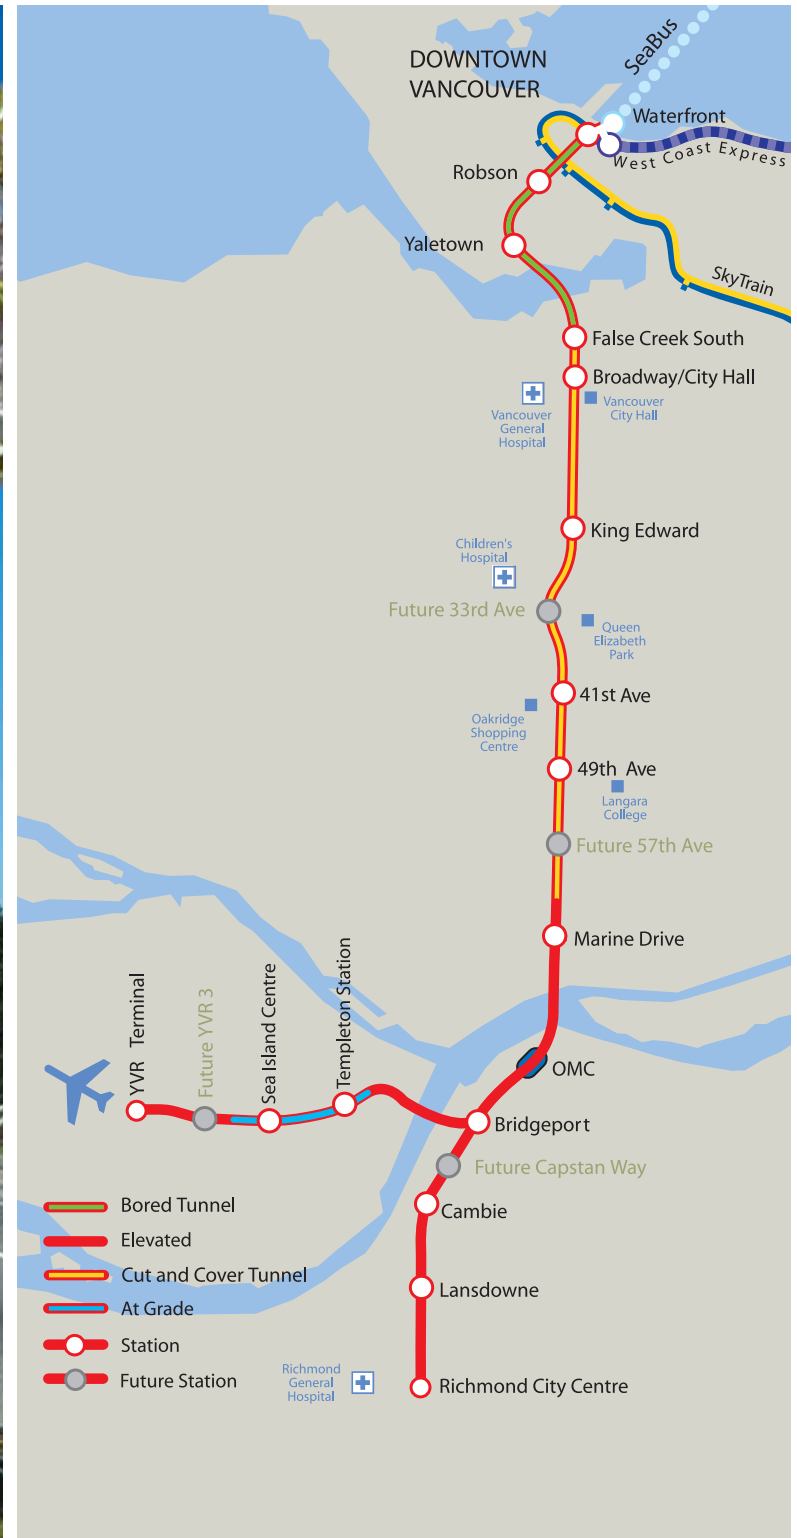 DOWNTOWN
VANCOUVER
SeaBus
Waterfront
West Coast Express
Robson
Yaletown
SkyTrain
False Creek South
Broadway/City Hall
Vancouver
General
Hospital
Vancouver
City Hall
King Edward
Children's
Hospital
Future 33rd Ave
Queen
Elizabeth
Park
41st Ave
Oakridge
Shopping
Centre
49th Ave
Langara
College
Future 57th Ave
Marine Drive
YVR Terminal
Future YVR 3
Sea Island Centre
Templeton Station
OMC
Bridgeport
Future Capstan Way
Cambie
Lansdowne
Richmond City Centre
Richmond
General
Hospital
Bored Tunnel
Elevated
Cut and Cover Tunnel
At Grade
Station
Future Station